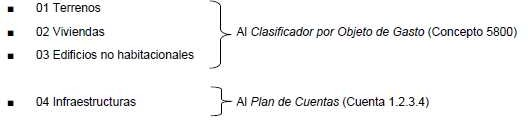 ▪ 01 Terrenos
▪ 02 Viviendas Al Clasificador por Objeto de Gasto (Concepto 5800)
▪ 03 Edificios no habitacionales
▪ 04 Infraestructuras Al Plan de Cuentas (Cuenta 1.2.3.4)